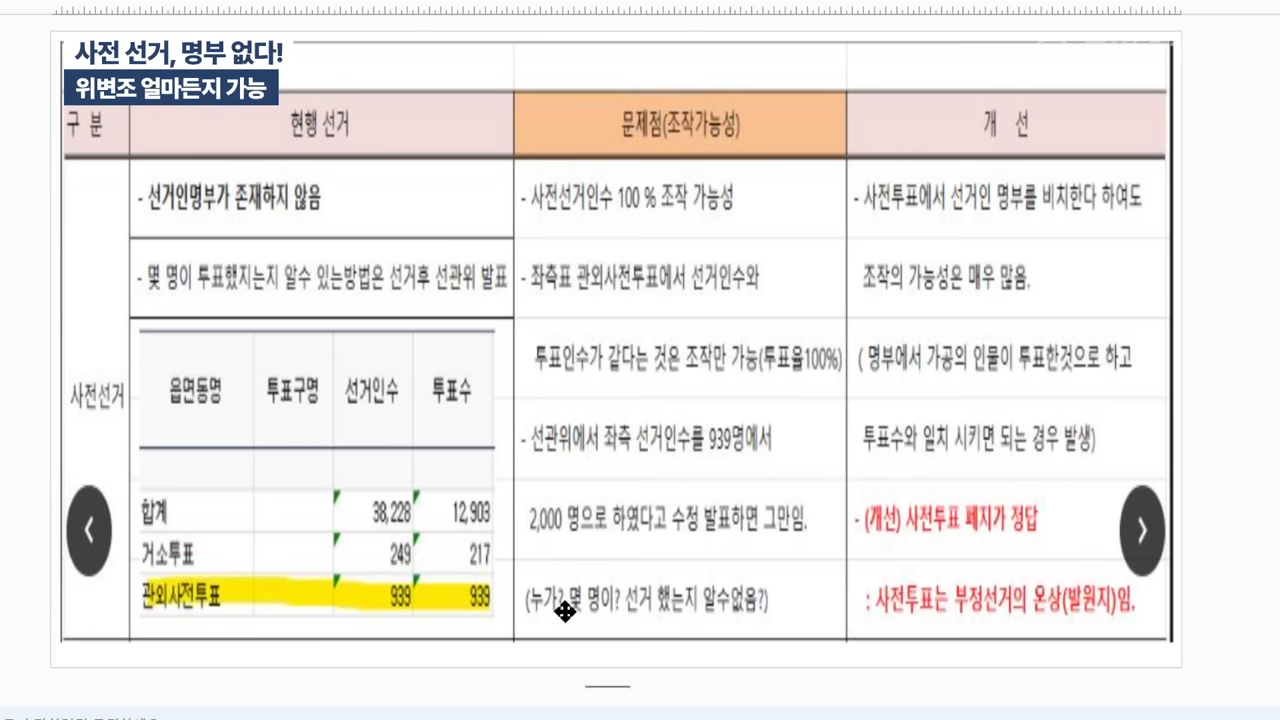 사전 선거, 명부 없다!
위변조 얼마든지 가능
구 분
현행 선거
문제점(조작가능성)
개 선
사전선거
- 선거인명부가 존재하지 않음
- 몇 명이 투표했지는지 알수 있는방법은 선거후 선관위 발표
읍면동명 투표구명 선거인수 투표수
합계 38,228 12,903
거소투표 249 217
관외사전투표 939 939
- 사전선거인수 100 % 조작 가능성
- 좌측표 관외사전투표에서 선거인수와
투표인수가 같다는 것은 조작만 가능(투표율100%)
- 선관위에서 좌측 선거인수를 939명에서
2,000 명으로 하였다고 수정 발표하면 그만임.
(누가? 몇 명이? 선거 했는지 알수없음?)
- 사전투표에서 선거인 명부를 비치한다 하여도
조작의 가능성은 매우 많음.
( 명부에서 가공의 인물이 투표한것으로 하고
투표수와 일치 시키면 되는 경우 발생)
- (개선) 사전투표 폐지가 정답
: 사전투표는 부정선거의 온상(발원지)임.